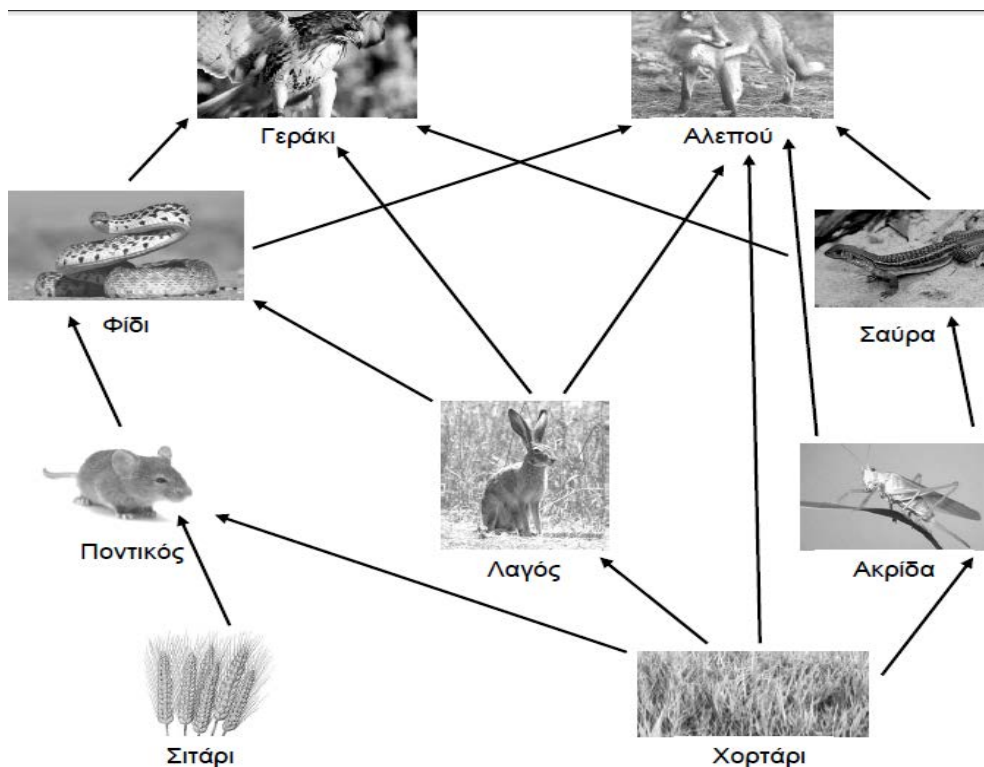 Γεράκι
Αλεπού
Φίδι
Σαύρα
Ποντικός
Λαγός
Ακρίδα
Σιτάρι
Χορτάρι